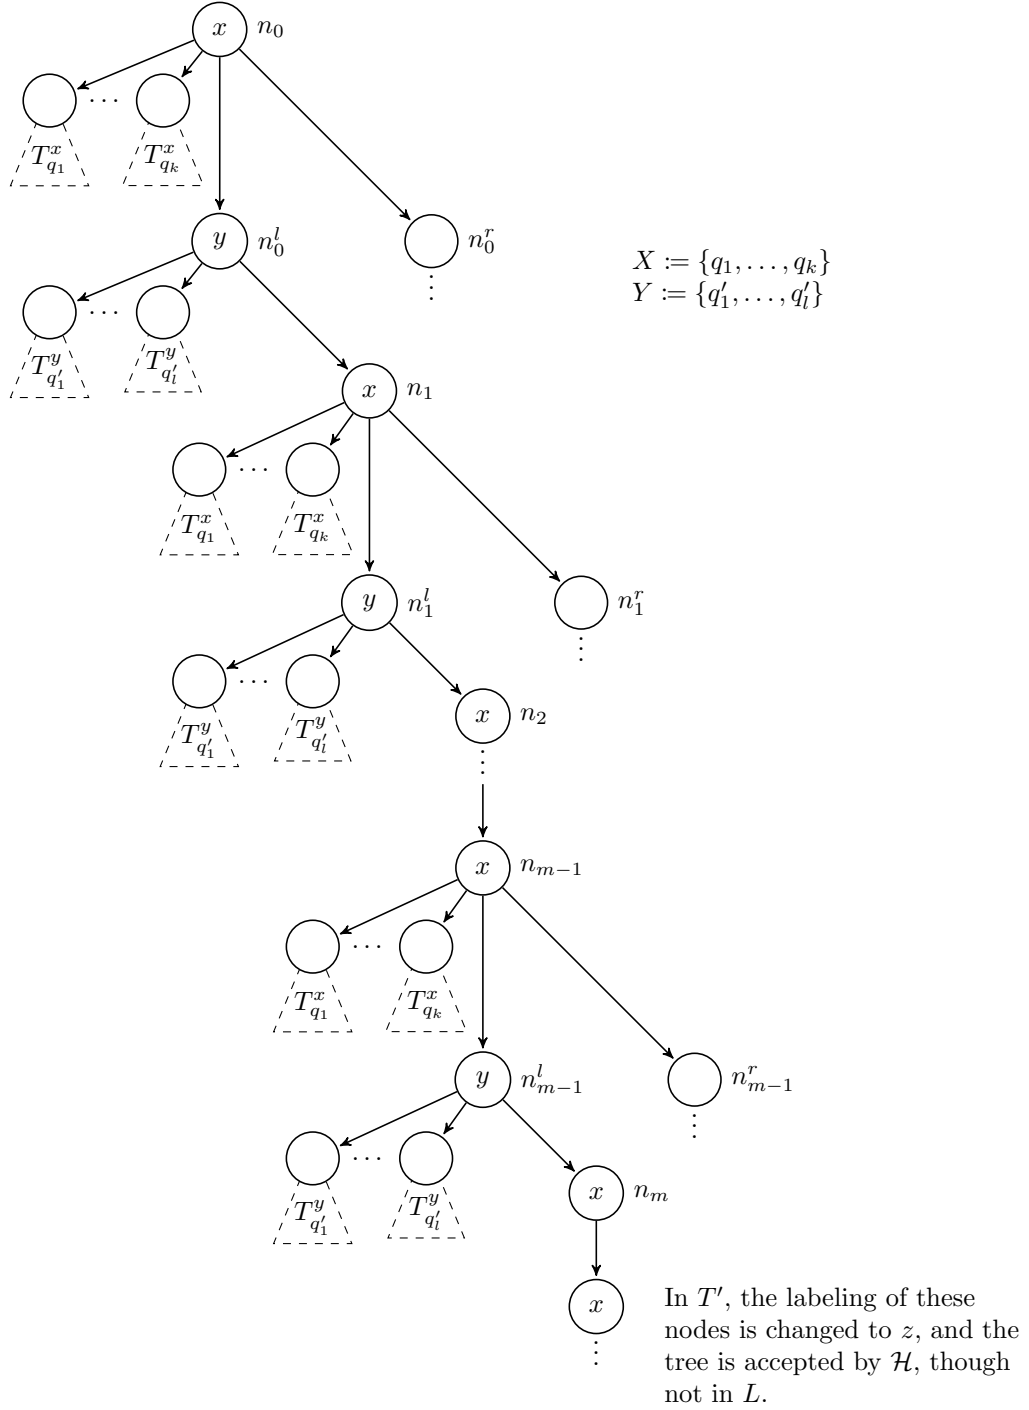 x n_0
⋯
T^x_{q_1} T^x_{q_k}
y n^l_0 n^r_0
⋮
X := {q_1, …, q_k}
Y := {q'_1, …, q'_l}
⋯
T^y_{q'_1} T^y_{q'_l}
x n_1
⋯
T^x_{q_1} T^x_{q_k}
y n^l_1 n^r_1
⋮
⋯
T^y_{q'_1} T^y_{q'_l}
x n_2
⋮
x n_{m−1}
⋯
T^x_{q_1} T^x_{q_k}
y n^l_{m−1} n^r_{m−1}
⋮
⋯
T^y_{q'_1} T^y_{q'_l}
x n_m
x
⋮
In T′, the labeling of these
nodes is changed to z, and the
tree is accepted by ℋ, though
not in L.